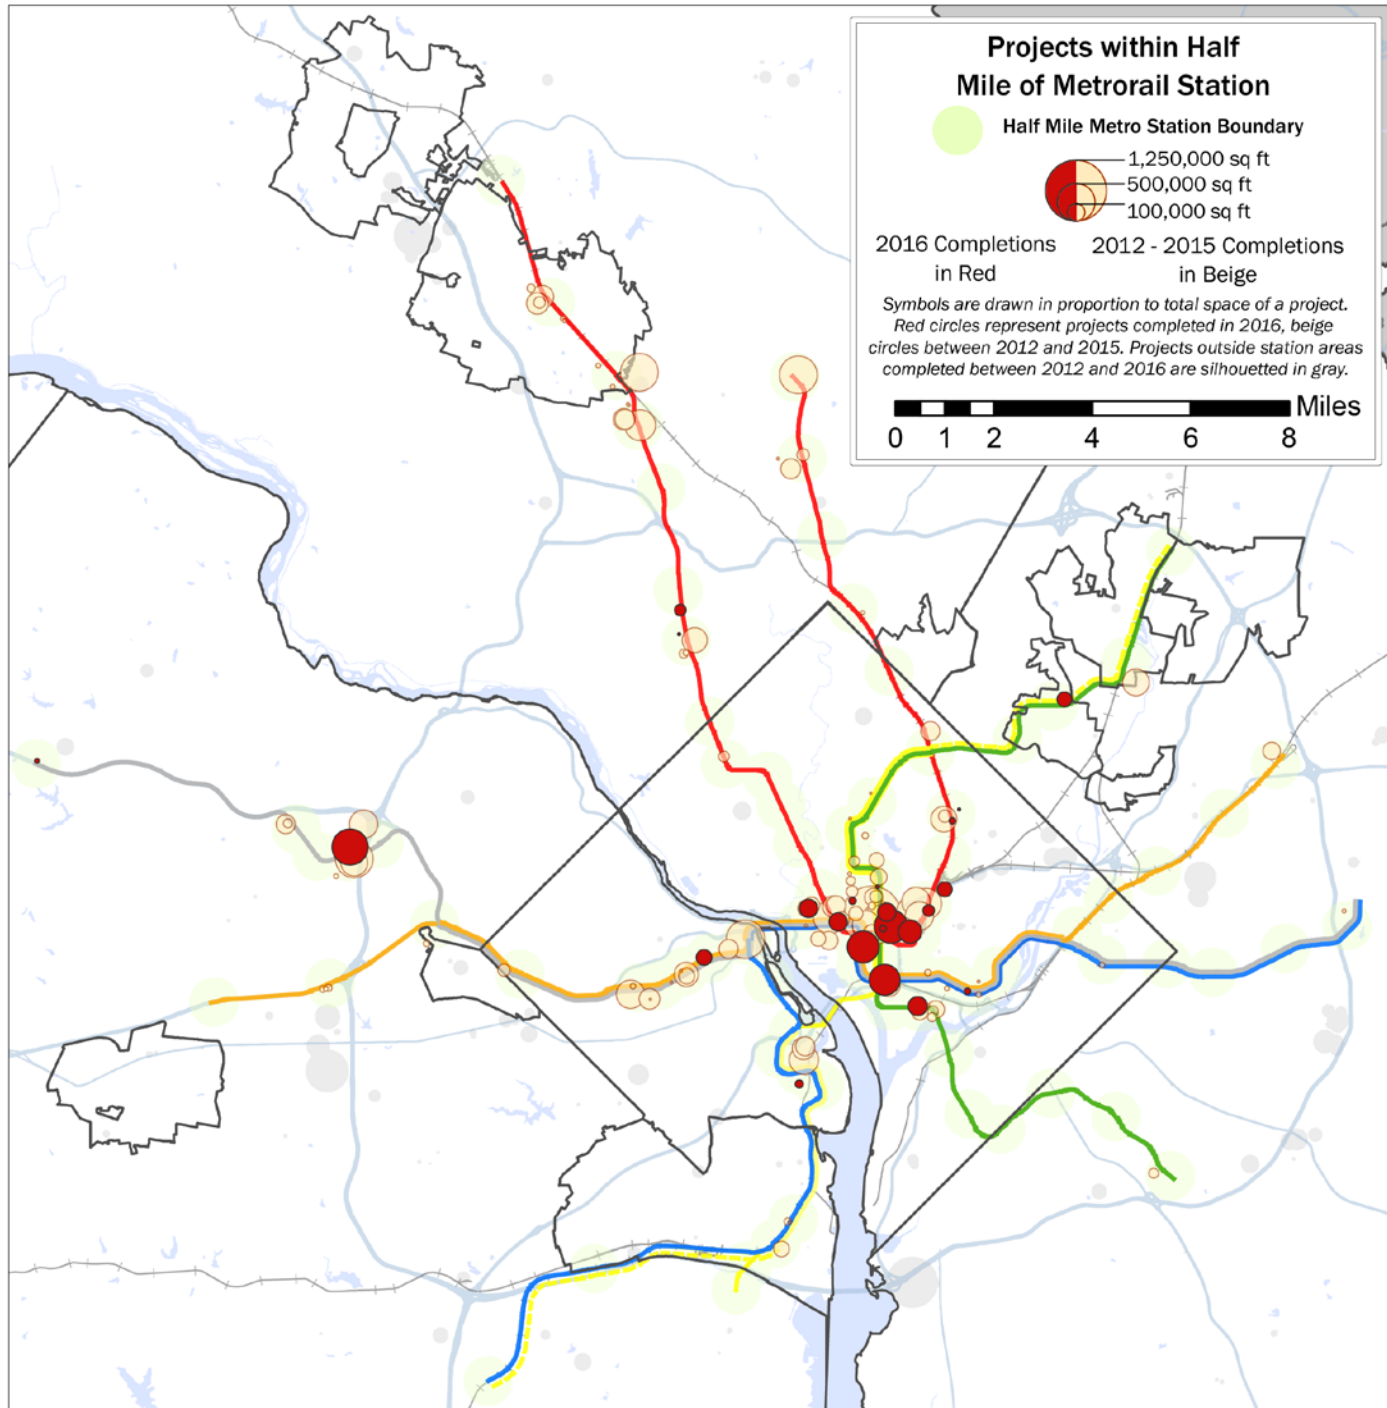 Projects within Half
Mile of Metrorail Station
Half Mile Metro Station Boundary
1,250,000 sq ft
500,000 sq ft
100,000 sq ft
2016 Completions
in Red
2012 - 2015 Completions
in Beige
Symbols are drawn in proportion to total space of a project.
Red circles represent projects completed in 2016, beige
circles between 2012 and 2015. Projects outside station areas
completed between 2012 and 2016 are silhouetted in gray.
Miles
0 1 2 4 6 8